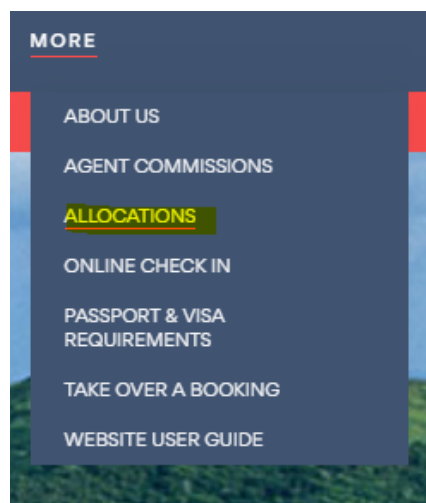 MORE
ABOUT US
AGENT COMMISSIONS
ALLOCATIONS
ONLINE CHECK IN
PASSPORT & VISA
REQUIREMENTS
TAKE OVER A BOOKING
WEBSITE USER GUIDE